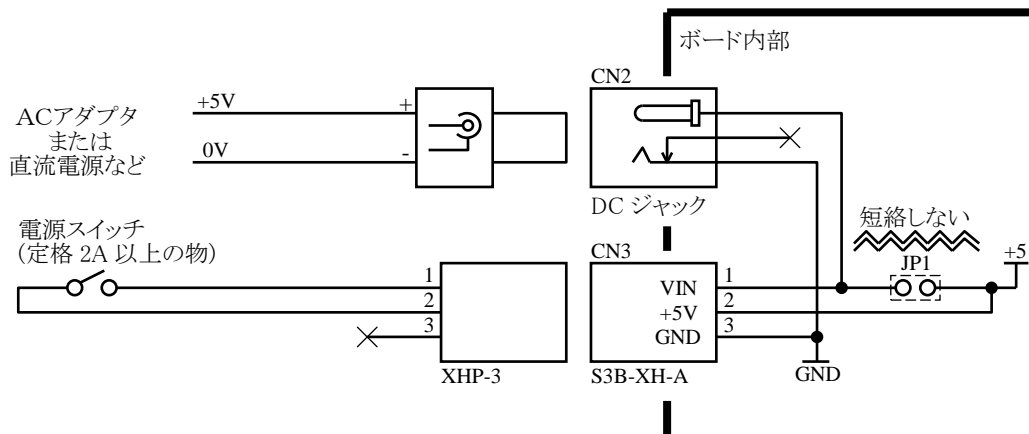 ボード内部
CN2
ACアダプタ
または
直流電源など
+5V
+
0V
-
DC ジャック
電源スイッチ
(定格 2A 以上の物)
短絡しない
JP1
+5
CN3
1
2
3
VIN
+5V
GND
1
2
3
XHP-3
S3B-XH-A
GND